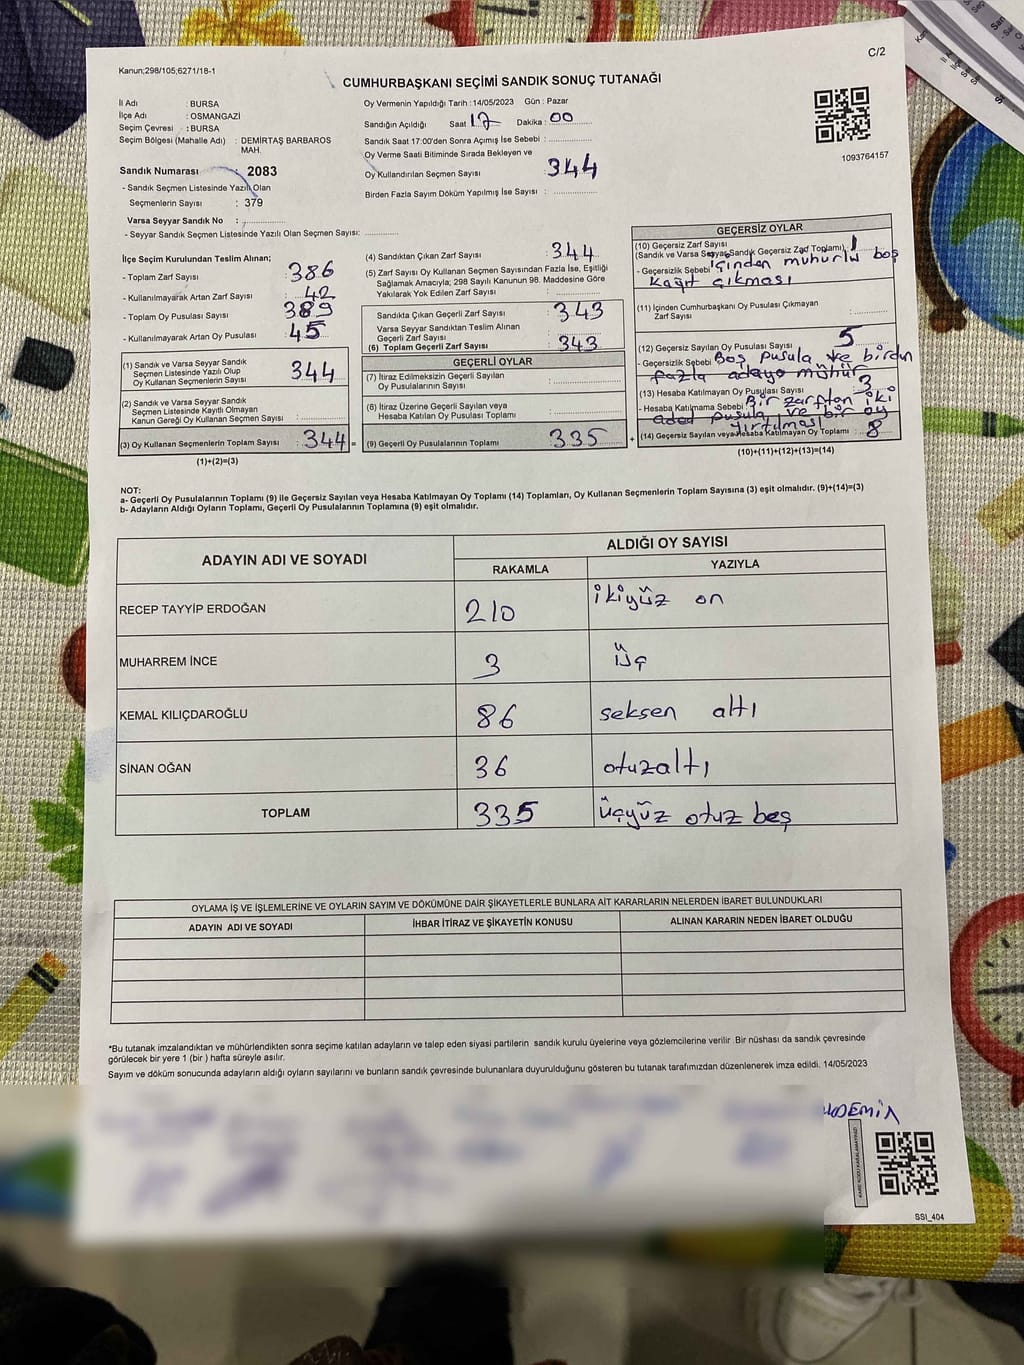 C/2
Kanun;298/105;6271/18-1
CUMHURBAŞKANI SEÇİMİ SANDIK SONUÇ TUTANAĞI
İl Adı : BURSA
İlçe Adı : OSMANGAZİ
Seçim Çevresi : BURSA
Seçim Bölgesi (Mahalle Adı) : DEMİRTAŞ BARBAROS
MAH.
Sandık Numarası : 2083
- Sandık Seçmen Listesinde Yazılı Olan
Seçmenlerin Sayısı : 379
Varsa Seyyar Sandık No :
- Seyyar Sandık Seçmen Listesinde Yazılı Olan Seçmen Sayısı:
Oy Vermenin Yapıldığı Tarih :14/05/2023 Gün : Pazar
Sandığın Açıldığı Saat 17 Dakika : 00
Sandık Saat 17:00'den Sonra Açımış İse Sebebi :
Oy Verme Saati Bitiminde Sırada Bekleyen ve
Oy Kullandırılan Seçmen Sayısı : 344
Birden Fazla Sayım Döküm Yapılmış İse Sayısı :
1093764157
İlçe Seçim Kurulundan Teslim Alınan;
- Toplam Zarf Sayısı : 386
- Kullanılmayarak Artan Zarf Sayısı : 42
- Toplam Oy Pusulası Sayısı : 389
- Kullanılmayarak Artan Oy Pusulası : 45
(1) Sandık ve Varsa Seyyar Sandık
Seçmen Listesinde Yazılı Olup
Oy Kullanan Seçmenlerin Sayısı : 344
(2) Sandık ve Varsa Seyyar Sandık
Seçmen Listesinde Kayıtlı Olmayan
Kanun Gereği Oy Kullanan Seçmen Sayısı :
(3) Oy Kullanan Seçmenlerin Toplam Sayısı : 344 =
(1)+(2)=(3)
(4) Sandıktan Çıkan Zarf Sayısı : 344
(5) Zarf Sayısı Oy Kullanan Seçmen Sayısından Fazla İse, Eşitliği
Sağlamak Amacıyla; 298 Sayılı Kanunun 98. Maddesine Göre
Yakılarak Yok Edilen Zarf Sayısı :
Sandıkta Çıkan Geçerli Zarf Sayısı : 343
Varsa Seyyar Sandıktan Teslim Alınan
Geçerli Zarf Sayısı :
(6) Toplam Geçerli Zarf Sayısı : 343
GEÇERLİ OYLAR
(7) İtiraz Edilmeksizin Geçerli Sayılan
Oy Pusulalarının Sayısı :
(8) İtiraz Üzerine Geçerli Sayılan veya
Hesaba Katılan Oy Pusulası Toplamı :
(9) Geçerli Oy Pusulalarının Toplamı : 335 +
GEÇERSİZ OYLAR
(10) Geçersiz Zarf Sayısı
(Sandık ve Varsa Seyyar Sandık Geçersiz Zarf Toplamı) : 1
- Geçersizlik Sebebi : içinden mühürlü boş
kağıt çıkması
(11) İçinden Cumhurbaşkanı Oy Pusulası Çıkmayan
Zarf Sayısı :
(12) Geçersiz Sayılan Oy Pusulası Sayısı : 5
- Geçersizlik Sebebi : Boş pusula ve birden
fazla adaya mühür
(13) Hesaba Katılmayan Oy Pusulası Sayısı : 3
- Hesaba Katılmama Sebebi : Bir zarftan iki
aded pusula ve bir oy
yırtılması
(14) Geçersiz Sayılan veya Hesaba Katılmayan Oy Toplamı : 8
(10)+(11)+(12)+(13)=(14)
NOT:
a- Geçerli Oy Pusulalarının Toplamı (9) ile Geçersiz Sayılan veya Hesaba Katılmayan Oy Toplamı (14) Toplamları, Oy Kullanan Seçmenlerin Toplam Sayısına (3) eşit olmalıdır. (9)+(14)=(3)
b- Adayların Aldığı Oyların Toplamı, Geçerli Oy Pusulalarının Toplamına (9) eşit olmalıdır.
ADAYIN ADI VE SOYADI ALDIĞI OY SAYISI
RAKAMLA YAZIYLA
RECEP TAYYİP ERDOĞAN 210 ikiyüz on
MUHARREM İNCE 3 üç
KEMAL KILIÇDAROĞLU 86 seksen altı
SİNAN OĞAN 36 otuzaltı
TOPLAM 335 üçyüz otuz beş
OYLAMA İŞ VE İŞLEMLERİNE VE OYLARIN SAYIM VE DÖKÜMÜNE DAİR ŞİKAYETLERLE BUNLARA AİT KARARLARIN NELERDEN İBARET BULUNDUKLARI
ADAYIN ADI VE SOYADI İHBAR İTİRAZ VE ŞİKAYETİN KONUSU ALINAN KARARIN NEDEN İBARET OLDUĞU
*Bu tutanak imzalandıktan ve mühürlendikten sonra seçime katılan adayların ve talep eden siyasi partilerin sandık kurulu üyelerine veya gözlemcilerine verilir .Bir nüshası da sandık çevresinde
görülecek bir yere 1 (bir ) hafta süreyle asılır.
Sayım ve döküm sonucunda adayların aldığı oyların sayılarını ve bunların sandık çevresinde bulunanlara duyurulduğunu gösteren bu tutanak tarafımızdan düzenlenerek imza edildi. 14/05/2023
KARE KODU KARALAMAYINIZ!
SSI_404